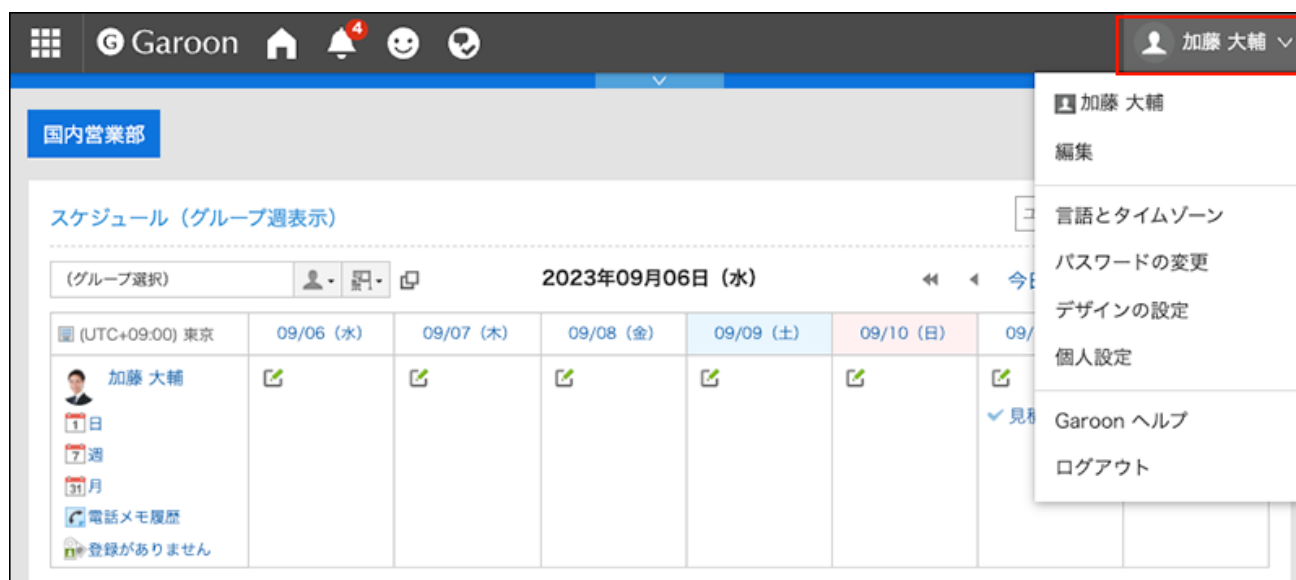 G Garoon 4 加藤 大輔
加藤 大輔
編集
言語とタイムゾーン
パスワードの変更
デザインの設定
個人設定
Garoon ヘルプ
ログアウト
国内営業部
スケジュール（グループ週表示）
(グループ選択) 2023年09月06日（水） 今日
(UTC+09:00) 東京 09/06（水） 09/07（木） 09/08（金） 09/09（土） 09/10（日） 09/
加藤 大輔
1 日
7 週
31 月
電話メモ履歴
登録がありません
見積